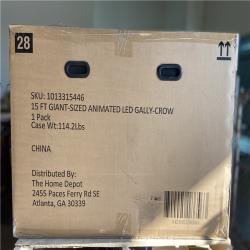 28
SKU: 1013315446
15 FT GIANT-SIZED ANIMATED LED GALLY-CROW
1 Pack
Case Wt:114.2Lbs
CHINA
DISTRIBUTED BY:
The Home Depot
2455 Paces Ferry Rd SE
Atlanta, GA 30339